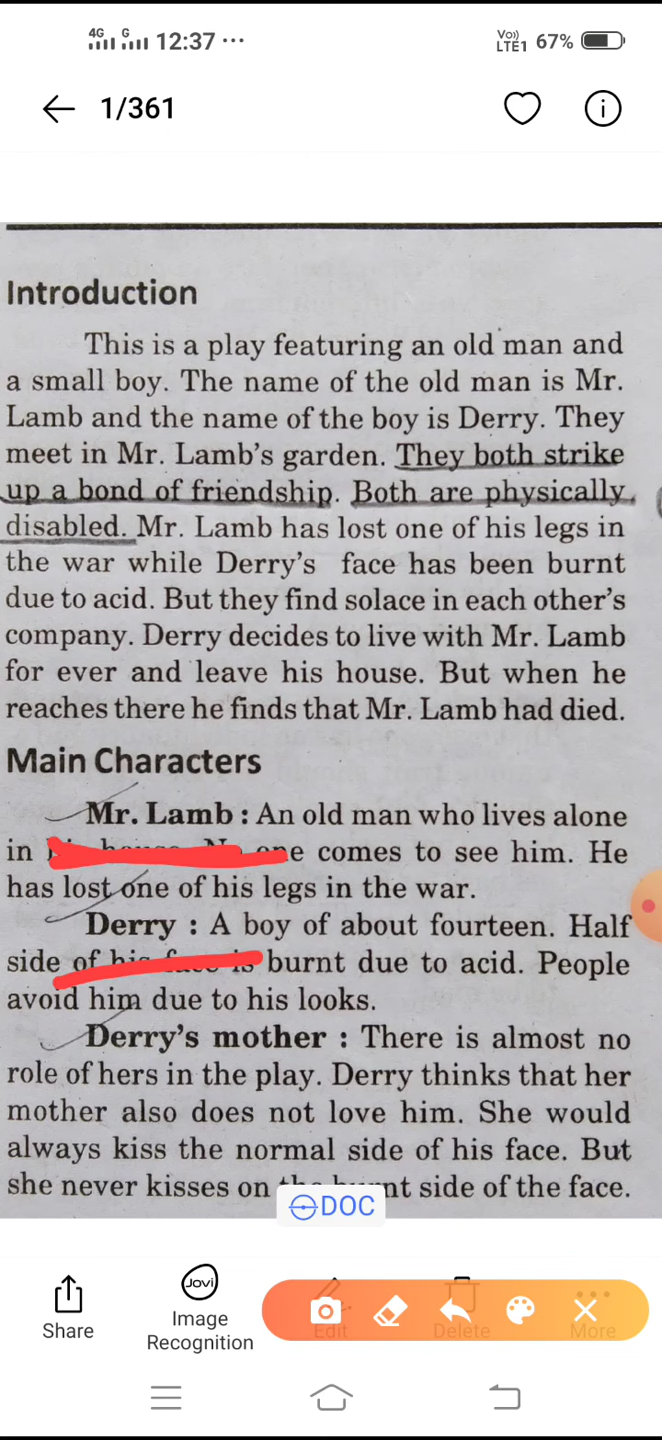 4G G 12:37 ...
Vo)) LTE1 67%
1/361
Introduction
This is a play featuring an old man and
a small boy. The name of the old man is Mr.
Lamb and the name of the boy is Derry. They
meet in Mr. Lamb's garden. They both strike
up a bond of friendship. Both are physically
disabled. Mr. Lamb has lost one of his legs in
the war while Derry's face has been burnt
due to acid. But they find solace in each other's
company. Derry decides to live with Mr. Lamb
for ever and leave his house. But when he
reaches there he finds that Mr. Lamb had died.
Main Characters
Mr. Lamb : An old man who lives alone
in his house. No one comes to see him. He
has lost one of his legs in the war.
Derry : A boy of about fourteen. Half
side of his face is burnt due to acid. People
avoid him due to his looks.
Derry's mother : There is almost no
role of hers in the play. Derry thinks that her
mother also does not love him. She would
always kiss the normal side of his face. But
she never kisses on the burnt side of the face.
DOC
Share
Jovi
Image
Recognition
Edit
Delete
More